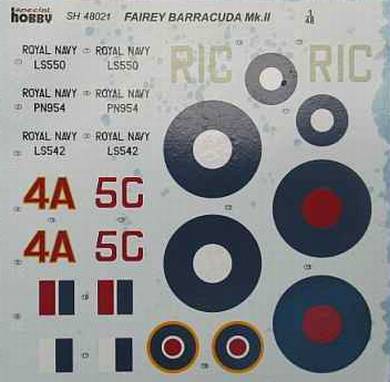 special hobby SH 48021 FAIREY BARRACUDA Mk.II 1/48
RIC RIC
ROYAL NAVY ROYAL NAVY
LS550 LS550
ROYAL NAVY ROYAL NAVY
PN954 PN954
ROYAL NAVY ROYAL NAVY
LS542 LS542
4A 5C
4A 5C